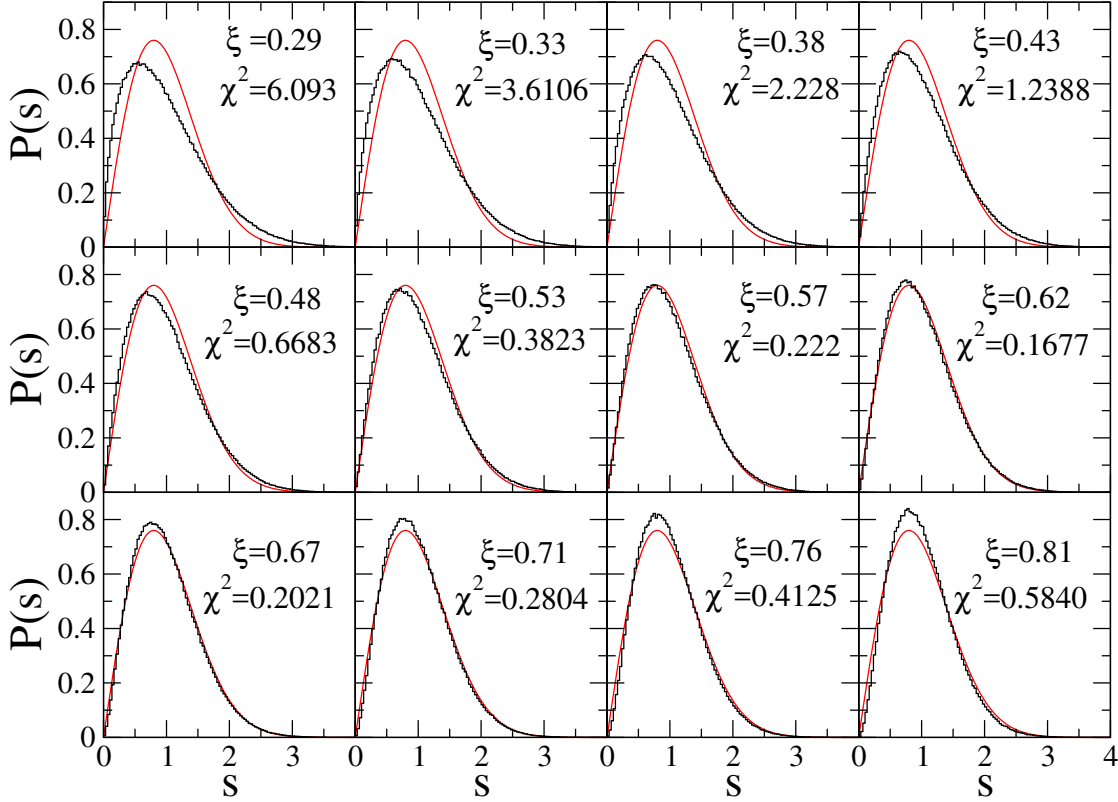 0.8
0.6
0.4
0.2
0
P(s)
ξ =0.29
χ²=6.093
ξ=0.33
χ²=3.6106
ξ=0.38
χ²=2.228
ξ=0.43
χ²=1.2388
0.8
0.6
0.4
0.2
0
P(s)
ξ=0.48
χ²=0.6683
ξ=0.53
χ²=0.3823
ξ=0.57
χ²=0.222
ξ=0.62
χ²=0.1677
0.8
0.6
0.4
0.2
0
P(s)
ξ=0.67
χ²=0.2021
ξ=0.71
χ²=0.2804
ξ=0.76
χ²=0.4125
ξ=0.81
χ²=0.5840
0 1 2 3 0 1 2 3 0 1 2 3 0 1 2 3 4
s s s s